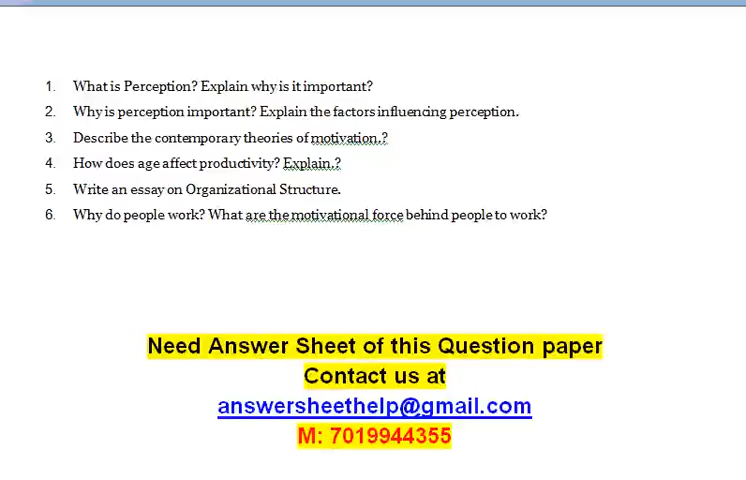 1. What is Perception? Explain why is it important?
2. Why is perception important? Explain the factors influencing perception.
3. Describe the contemporary theories of motivation.?
4. How does age affect productivity? Explain.?
5. Write an essay on Organizational Structure.
6. Why do people work? What are the motivational force behind people to work?
Need Answer Sheet of this Question paper
Contact us at
answersheethelp@gmail.com
M: 7019944355